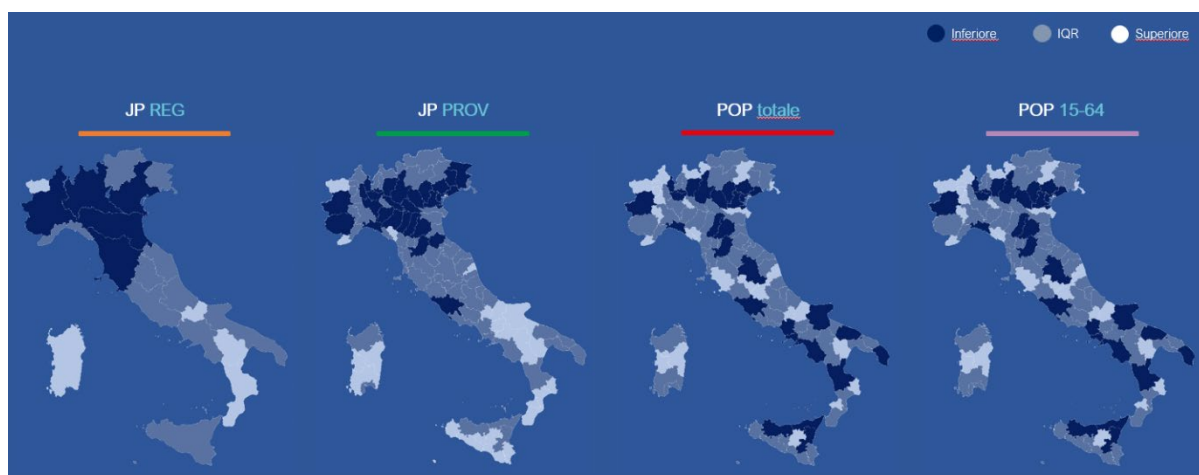 Inferiore IQR Superiore
JP REG JP PROV POP totale POP 15-64